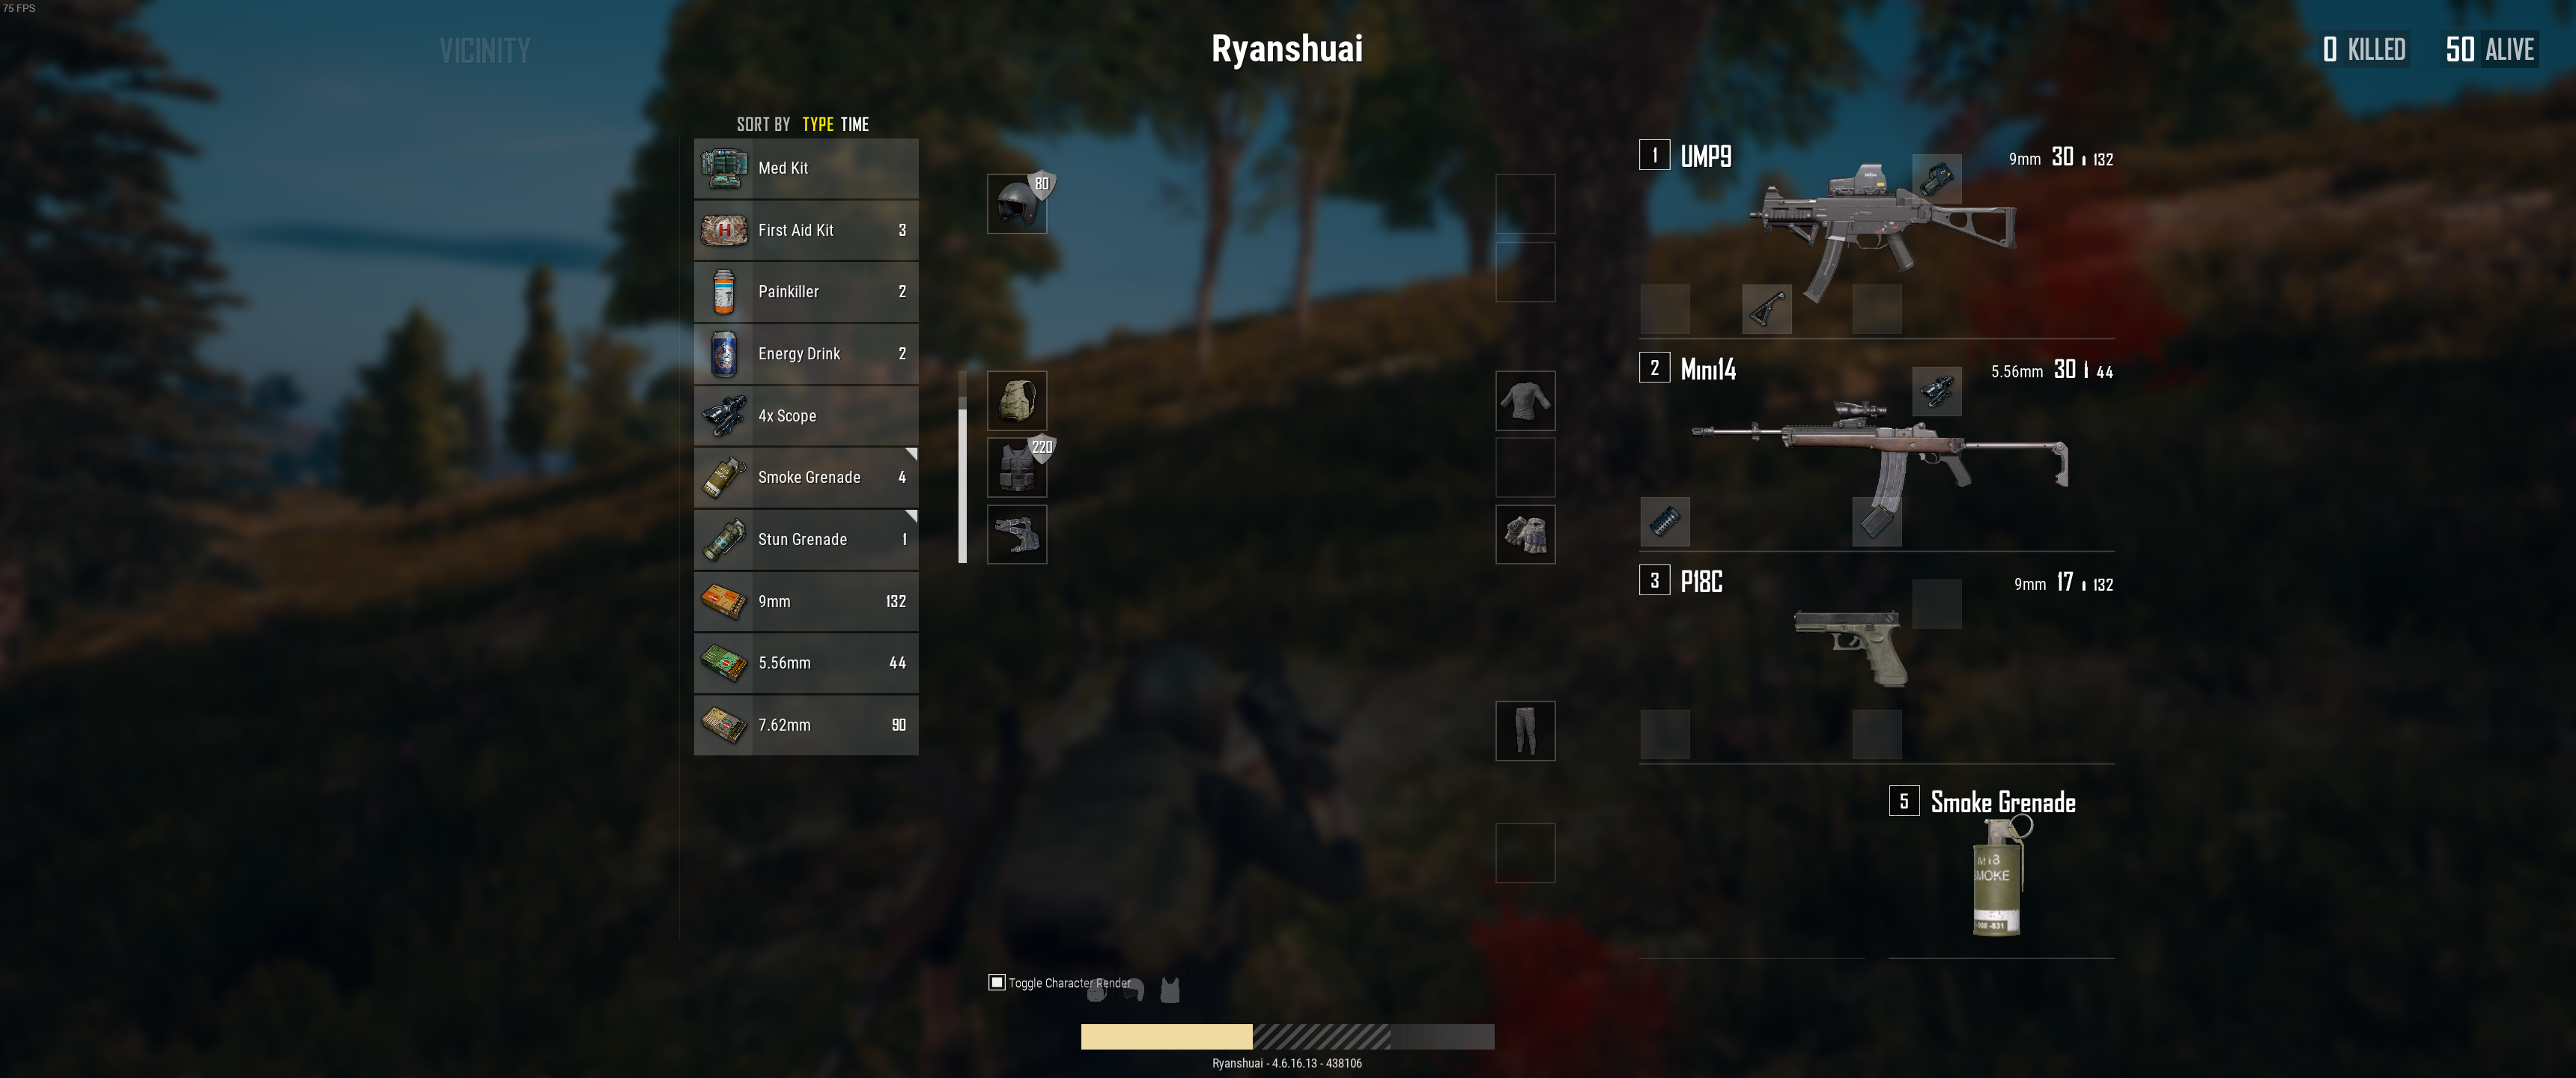 75 FPS
VICINITY
Ryanshuai
0 KILLED 50 ALIVE
SORT BY TYPE TIME
Med Kit
First Aid Kit 3
Painkiller 2
Energy Drink 2
4x Scope
Smoke Grenade 4
Stun Grenade 1
9mm 132
5.56mm 44
7.62mm 90
80
220
1 UMP9 9mm 30 132
2 Mini14 5.56mm 30 44
3 P18C 9mm 17 132
5 Smoke Grenade
M18
SMOKE
Toggle Character Render
Ryanshuai - 4.6.16.13 - 438106